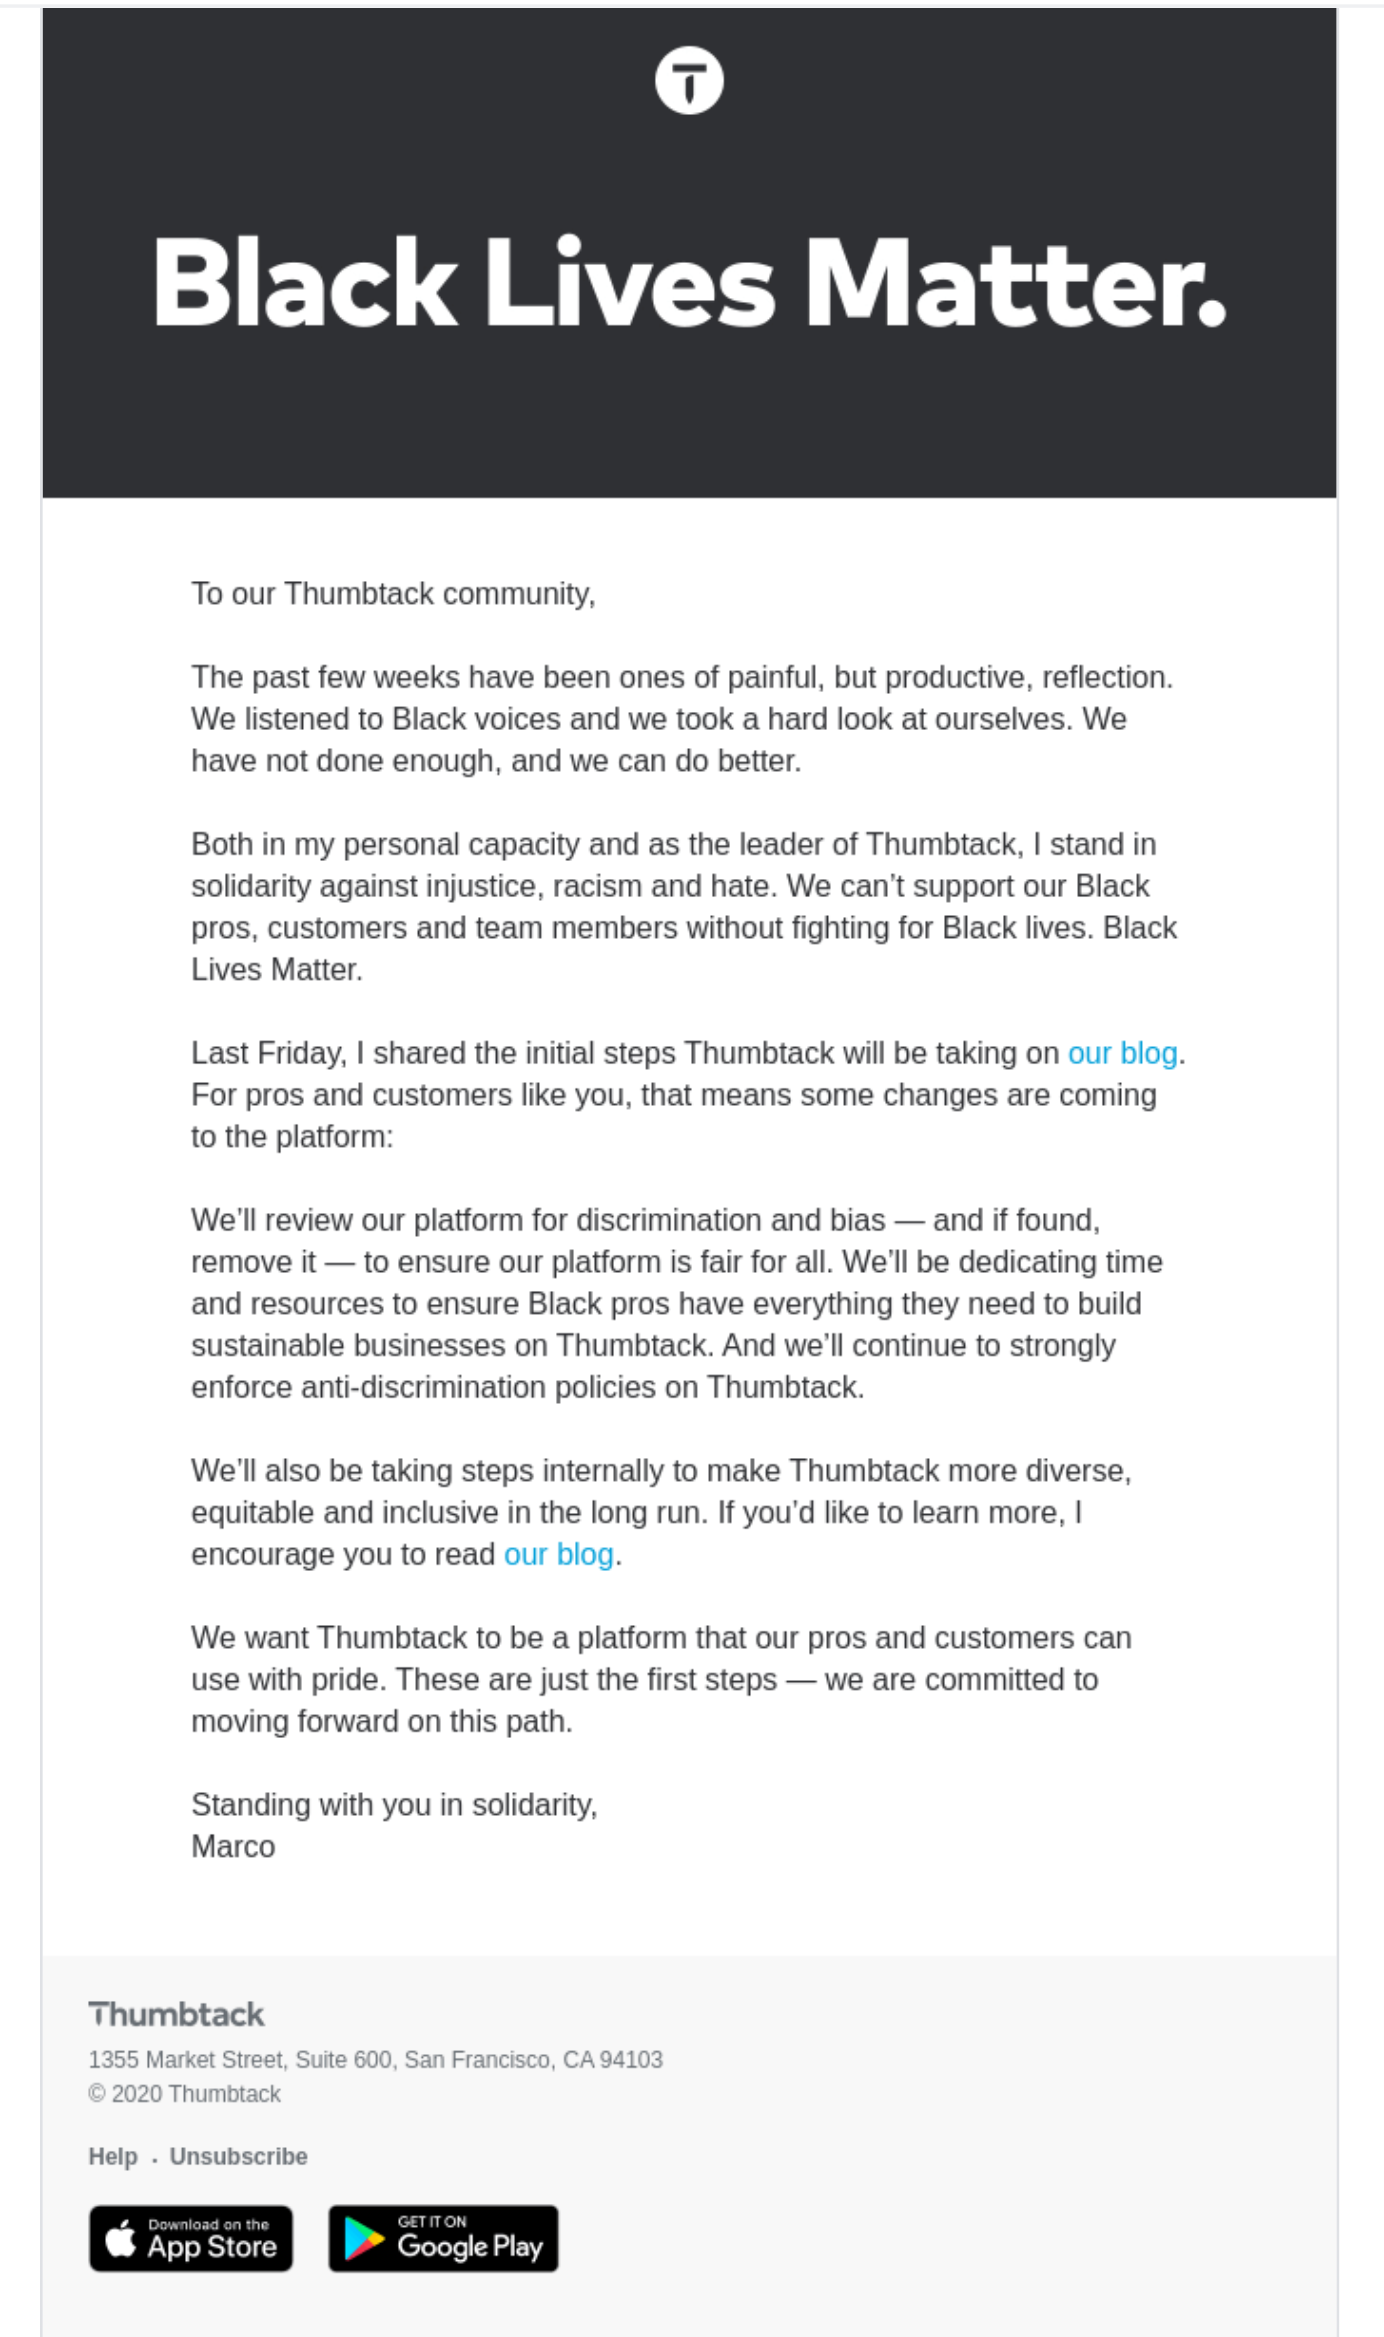 Black Lives Matter.
To our Thumbtack community,
The past few weeks have been ones of painful, but productive, reflection.
We listened to Black voices and we took a hard look at ourselves. We
have not done enough, and we can do better.
Both in my personal capacity and as the leader of Thumbtack, I stand in
solidarity against injustice, racism and hate. We can’t support our Black
pros, customers and team members without fighting for Black lives. Black
Lives Matter.
Last Friday, I shared the initial steps Thumbtack will be taking on our blog.
For pros and customers like you, that means some changes are coming
to the platform:
We’ll review our platform for discrimination and bias — and if found,
remove it — to ensure our platform is fair for all. We’ll be dedicating time
and resources to ensure Black pros have everything they need to build
sustainable businesses on Thumbtack. And we’ll continue to strongly
enforce anti-discrimination policies on Thumbtack.
We’ll also be taking steps internally to make Thumbtack more diverse,
equitable and inclusive in the long run. If you’d like to learn more, I
encourage you to read our blog.
We want Thumbtack to be a platform that our pros and customers can
use with pride. These are just the first steps — we are committed to
moving forward on this path.
Standing with you in solidarity,
Marco
Thumbtack
1355 Market Street, Suite 600, San Francisco, CA 94103
© 2020 Thumbtack
Help · Unsubscribe
Download on the
App Store
GET IT ON
Google Play